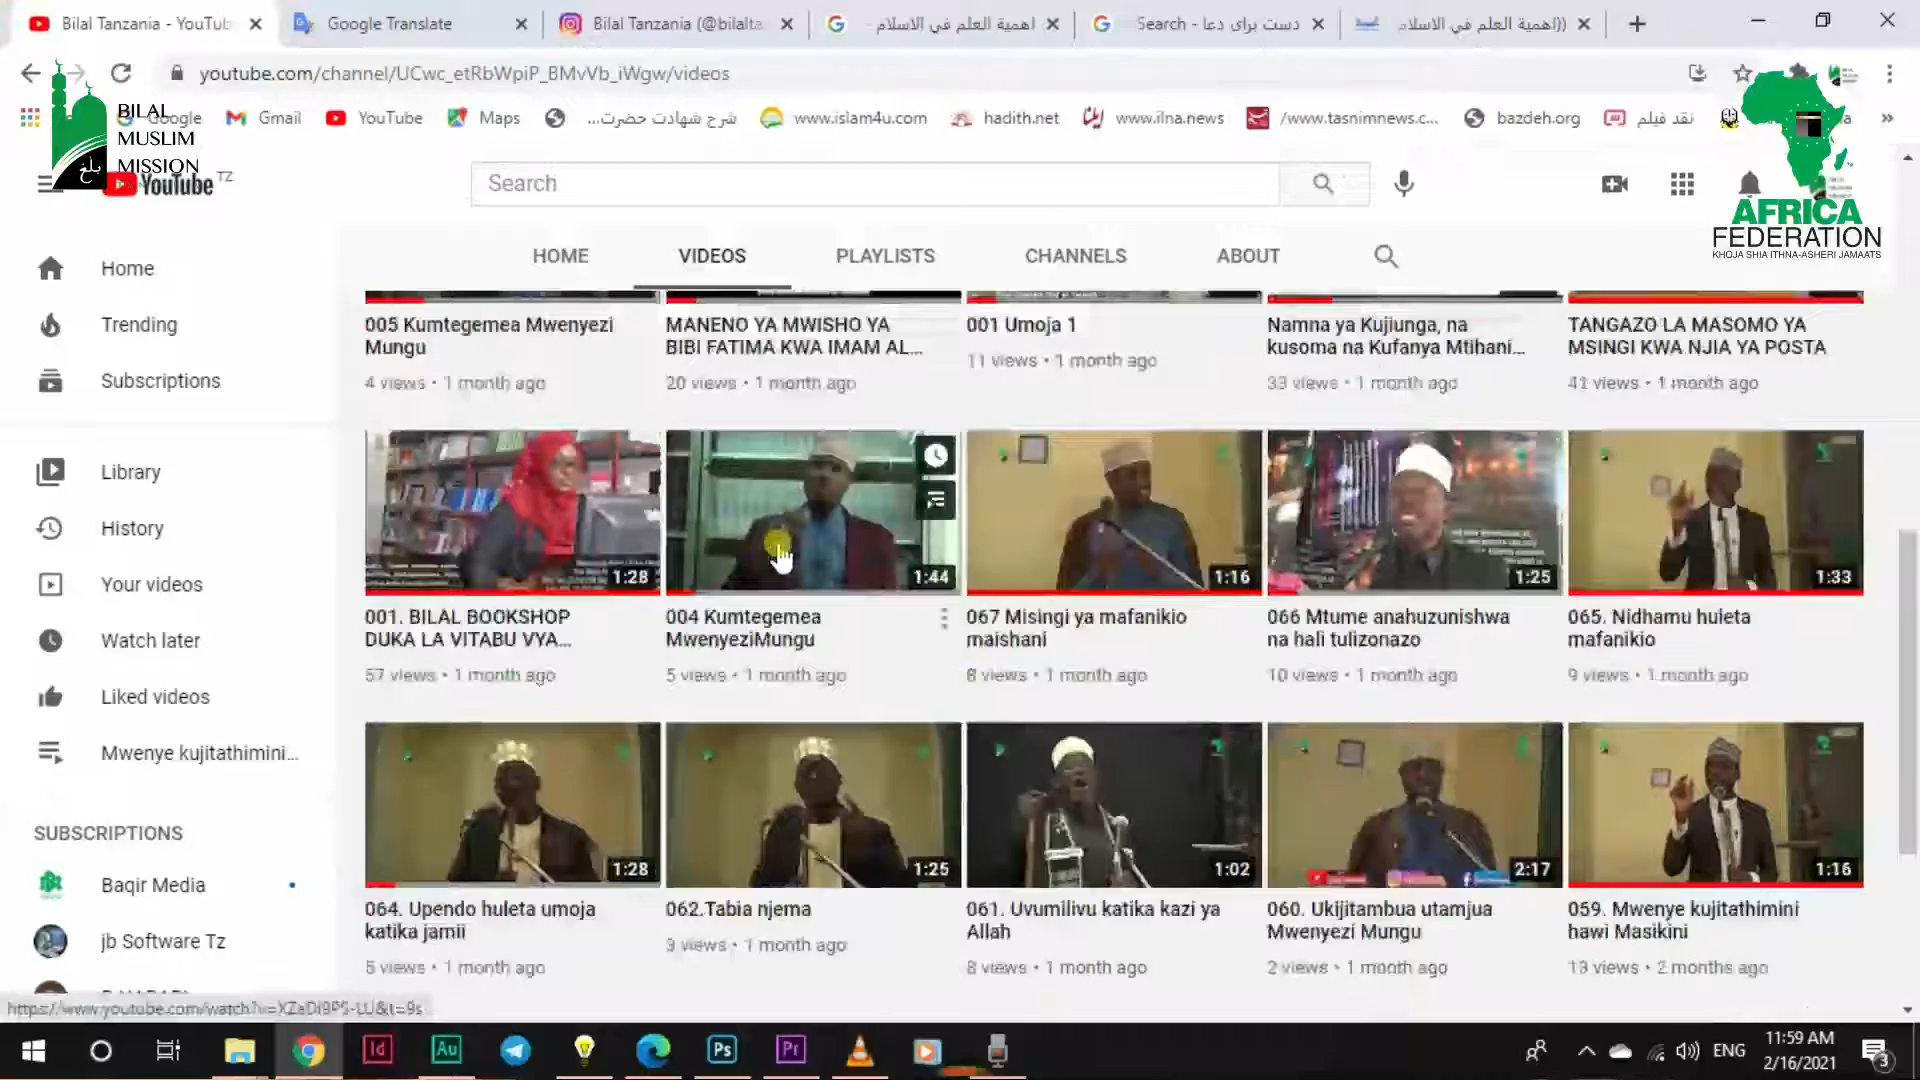 Bilal Tanzania - YouTub
Google Translate
Bilal Tanzania (@bilalta
اهمية العلم في الاسلام -
دست برای دعا - Search
((اهمية العلم في الاسلام
youtube.com/channel/UCwc_etRbWpiP_BMvVb_iWgw/videos
BILAL
MUSLIM
MISSION
Google
Gmail
YouTube
Maps
شرح شهادت حضرت...
www.islam4u.com
hadith.net
www.ilna.news
/www.tasnimnews.c...
bazdeh.org
نقد فیلم
YouTube TZ
Search
AFRICA
FEDERATION
KHOJA SHIA ITHNA-ASHERI JAMAATS
HOME
VIDEOS
PLAYLISTS
CHANNELS
ABOUT
Home
Trending
Subscriptions
Library
History
Your videos
Watch later
Liked videos
Mwenye kujitathimini...
SUBSCRIPTIONS
Baqir Media
jb Software Tz
005 Kumtegemea Mwenyezi
Mungu
4 views • 1 month ago
MANENO YA MWISHO YA
BIBI FATIMA KWA IMAM AL...
20 views • 1 month ago
001 Umoja 1
11 views • 1 month ago
Namna ya Kujiunga, na
kusoma na Kufanya Mtihani...
33 views • 1 month ago
TANGAZO LA MASOMO YA
MSINGI KWA NJIA YA POSTA
41 views • 1 month ago
1:28
001. BILAL BOOKSHOP
DUKA LA VITABU VYA...
57 views • 1 month ago
1:44
004 Kumtegemea
MwenyeziMungu
5 views • 1 month ago
1:16
067 Misingi ya mafanikio
maishani
8 views • 1 month ago
1:25
066 Mtume anahuzunishwa
na hali tulizonazo
10 views • 1 month ago
1:33
065. Nidhamu huleta
mafanikio
9 views • 1 month ago
1:28
064. Upendo huleta umoja
katika jamii
5 views • 1 month ago
1:25
062.Tabia njema
3 views • 1 month ago
1:02
061. Uvumilivu katika kazi ya
Allah
8 views • 1 month ago
2:17
060. Ukijitambua utamjua
Mwenyezi Mungu
2 views • 1 month ago
1:16
059. Mwenye kujitathimini
hawi Masikini
13 views • 2 months ago
Id
Au
Ps
Pr
ENG
11:59 AM
2/16/2021
3